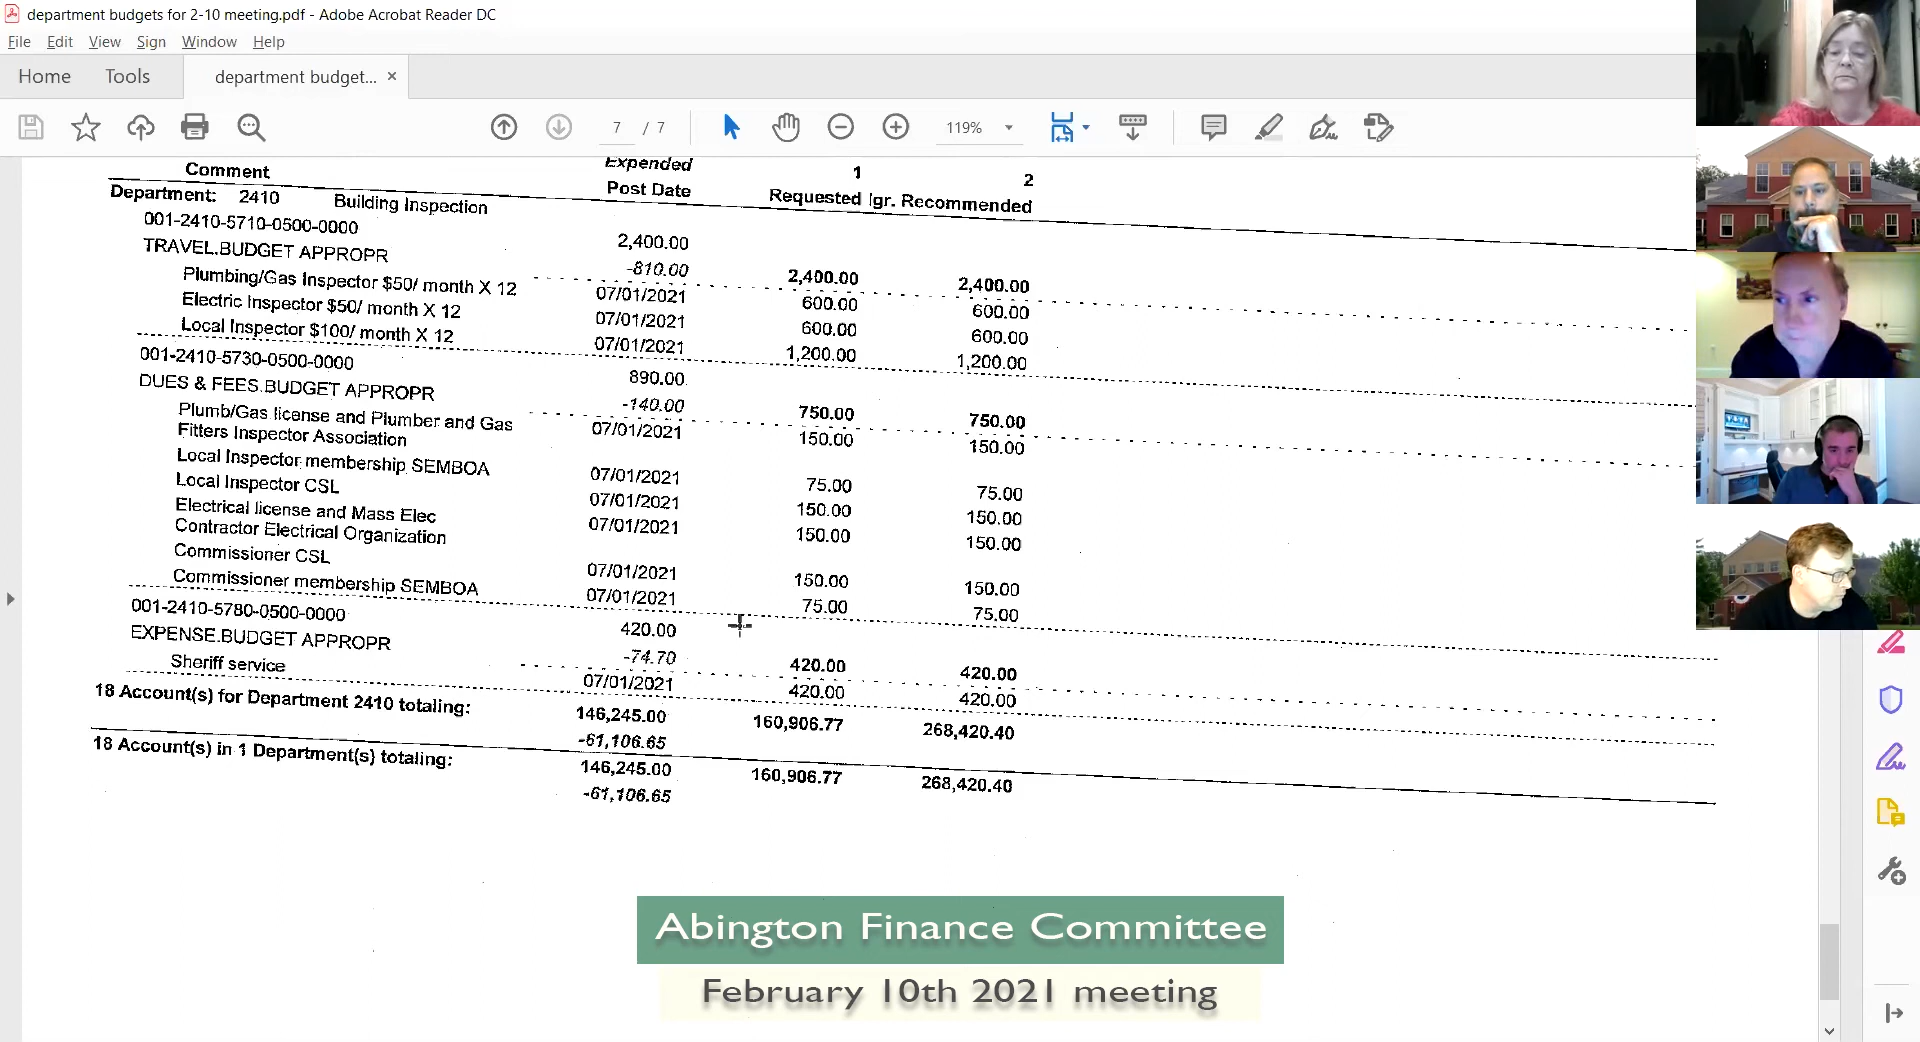 department budgets for 2-10 meeting.pdf - Adobe Acrobat Reader DC
File Edit View Sign Window Help
Home Tools department budget... ×
7 / 7 119%
Comment Expended 1 2
Post Date Requested Igr. Recommended
Department: 2410 Building Inspection
001-2410-5710-0500-0000 2,400.00
TRAVEL.BUDGET APPROPR -810.00 2,400.00 2,400.00
Plumbing/Gas Inspector $50/ month X 12 07/01/2021 600.00 600.00
Electric Inspector $50/ month X 12 07/01/2021 600.00 600.00
Local Inspector $100/ month X 12 07/01/2021 1,200.00 1,200.00
001-2410-5730-0500-0000 890.00
DUES & FEES.BUDGET APPROPR -140.00 750.00 750.00
Plumb/Gas license and Plumber and Gas 07/01/2021 150.00 150.00
Fitters Inspector Association
Local Inspector membership SEMBOA 07/01/2021 75.00 75.00
Local Inspector CSL 07/01/2021 150.00 150.00
Electrical license and Mass Elec 07/01/2021 150.00 150.00
Contractor Electrical Organization
Commissioner CSL 07/01/2021 150.00 150.00
Commissioner membership SEMBOA 07/01/2021 75.00 75.00
001-2410-5780-0500-0000 420.00
EXPENSE.BUDGET APPROPR -74.70 420.00 420.00
Sheriff service 07/01/2021 420.00 420.00
18 Account(s) for Department 2410 totaling: 146,245.00 160,906.77 268,420.40
-61,106.65
18 Account(s) in 1 Department(s) totaling: 146,245.00 160,906.77 268,420.40
-61,106.65
Abington Finance Committee
February 10th 2021 meeting